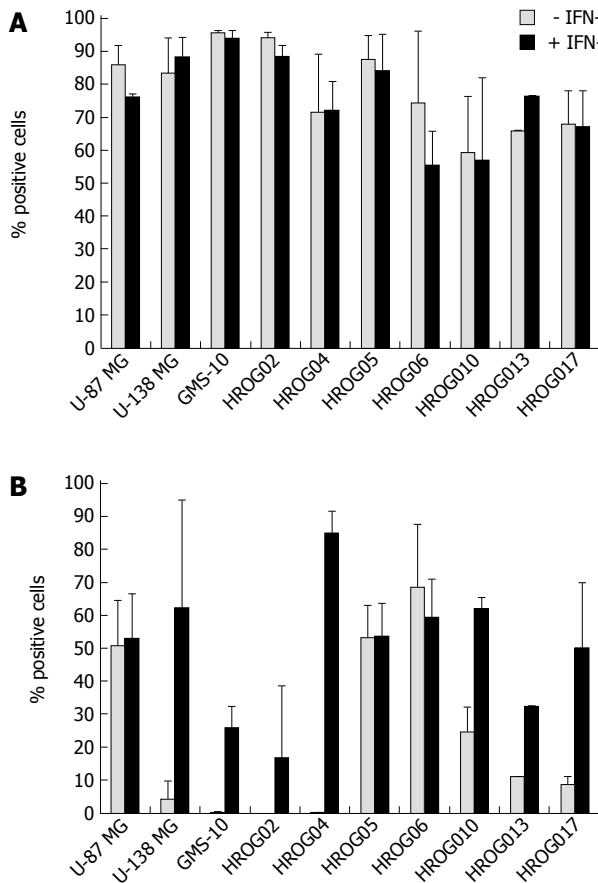 A
- IFN-
+ IFN-
% positive cells
100
90
80
70
60
50
40
30
20
10
0
U-87 MG
U-138 MG
GMS-10
HROG02
HROG04
HROG05
HROG06
HROG010
HROG013
HROG017
B
% positive cells
100
90
80
70
60
50
40
30
20
10
0
U-87 MG
U-138 MG
GMS-10
HROG02
HROG04
HROG05
HROG06
HROG010
HROG013
HROG017